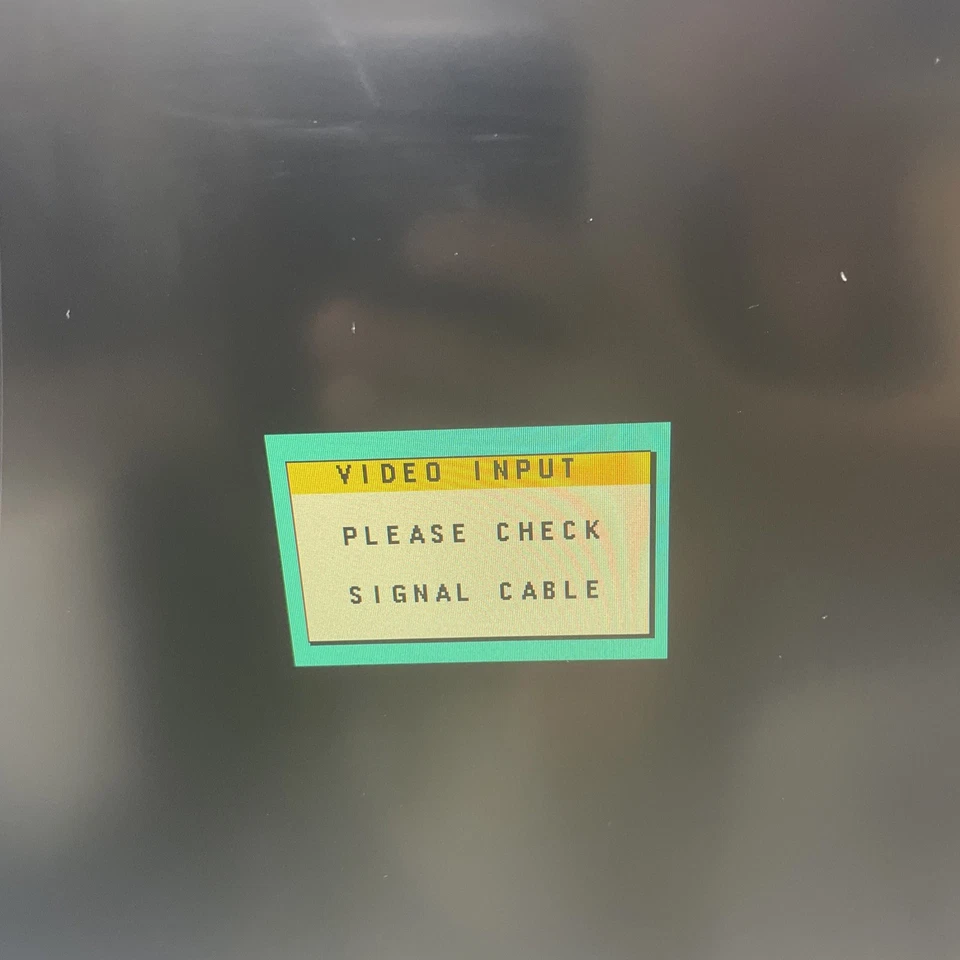 VIDEO INPUT
PLEASE CHECK
SIGNAL CABLE